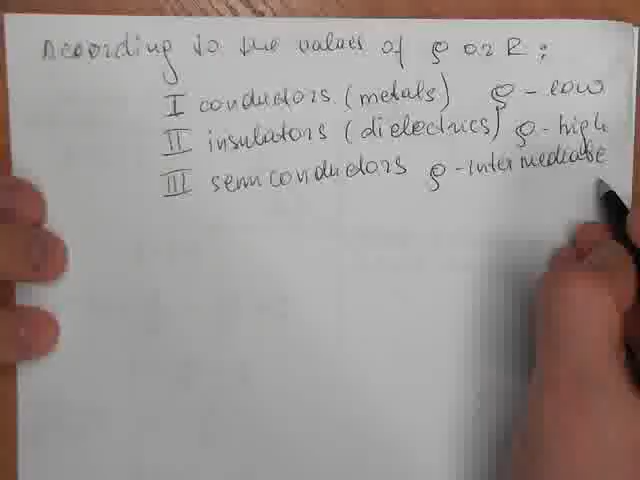 According to the values of ρ or R:
I conductors (metals) ρ - low
II insulators (dielectrics) ρ - high
III semiconductors ρ - intermediate